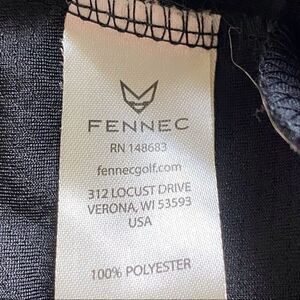 FENNEC
RN 148683
fennecgolf.com
312 LOCUST DRIVE
VERONA, WI 53593
USA
100% POLYESTER